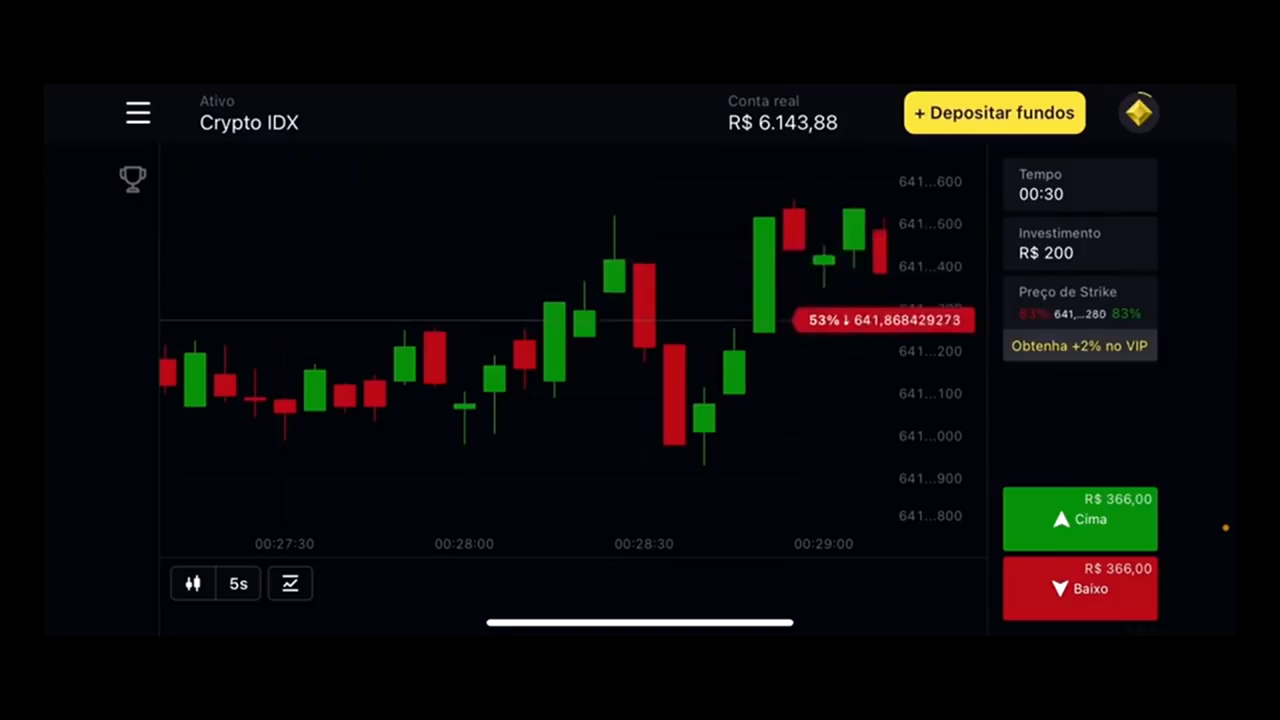 Ativo
Crypto IDX
Conta real
R$ 6.143,88
+ Depositar fundos
641...600
641...600
641...400
53%↓ 641,868429273
641...200
641...100
641...000
641...900
641...800
00:27:30
00:28:00
00:28:30
00:29:00
5s
Tempo
00:30
Investimento
R$ 200
Preço de Strike
83% 641,...280 83%
Obtenha +2% no VIP
R$ 366,00
Cima
R$ 366,00
Baixo